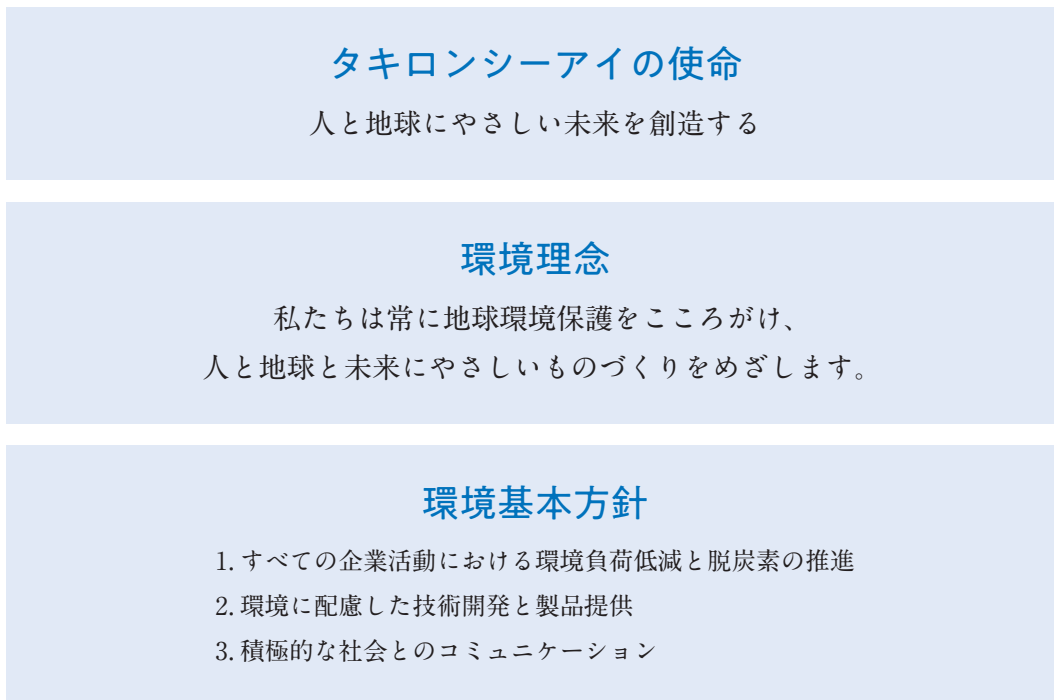 タキロンシーアイの使命
人と地球にやさしい未来を創造する
環境理念
私たちは常に地球環境保護をこころがけ、
人と地球と未来にやさしいものづくりをめざします。
環境基本方針
1. すべての企業活動における環境負荷低減と脱炭素の推進
2. 環境に配慮した技術開発と製品提供
3. 積極的な社会とのコミュニケーション